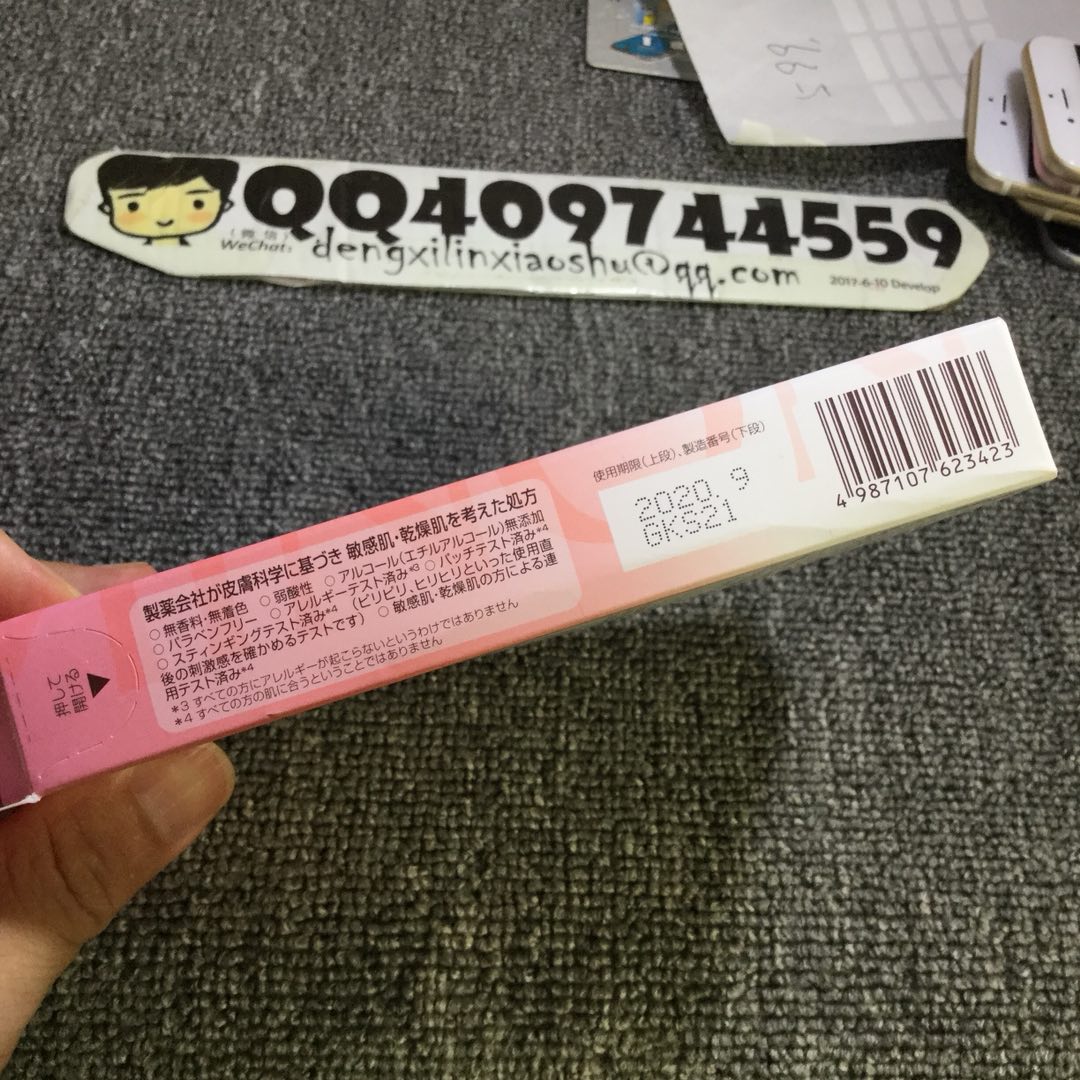 5.99
QQ409744559
(微信)
WeChat: dengxilinxiaoshu@qq.com
2017-6-10 Develop
使用期限(上段)、製造番号(下段)
2020. 9
GKS21
4 987107 623423
製薬会社が皮膚科学に基づき 敏感肌・乾燥肌を考えた処方
○ 無香料・無着色 ○ 弱酸性 ○ アルコール(エチルアルコール)無添加
○ パラベンフリー ○ アレルギーテスト済み*3 ○ パッチテスト済み*4
○ スティンギングテスト済み*4 (ピリピリ、ヒリヒリといった使用直
後の刺激感を確かめるテストです) ○ 敏感肌・乾燥肌の方による連
用テスト済み*4
*3 すべての方にアレルギーが起こらないというわけではありません
*4 すべての方の肌に合うということではありません
押して
開ける